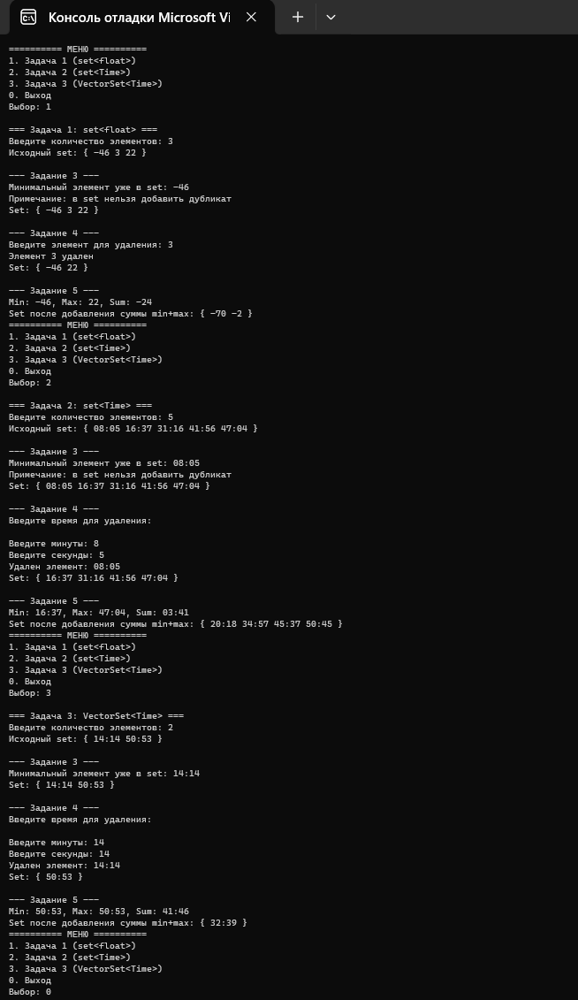 Консоль отладки Microsoft Vi
========== МЕНЮ ==========
1. Задача 1 (set<float>)
2. Задача 2 (set<Time>)
3. Задача 3 (VectorSet<Time>)
0. Выход
Выбор: 1
=== Задача 1: set<float> ===
Введите количество элементов: 3
Исходный set: { -46 3 22 }
--- Задание 3 ---
Минимальный элемент уже в set: -46
Примечание: в set нельзя добавить дубликат
Set: { -46 3 22 }
--- Задание 4 ---
Введите элемент для удаления: 3
Элемент 3 удален
Set: { -46 22 }
--- Задание 5 ---
Min: -46, Max: 22, Sum: -24
Set после добавления суммы min+max: { -70 -2 }
========== МЕНЮ ==========
1. Задача 1 (set<float>)
2. Задача 2 (set<Time>)
3. Задача 3 (VectorSet<Time>)
0. Выход
Выбор: 2
=== Задача 2: set<Time> ===
Введите количество элементов: 5
Исходный set: { 08:05 16:37 31:16 41:56 47:04 }
--- Задание 3 ---
Минимальный элемент уже в set: 08:05
Примечание: в set нельзя добавить дубликат
Set: { 08:05 16:37 31:16 41:56 47:04 }
--- Задание 4 ---
Введите время для удаления:
Введите минуты: 8
Введите секунды: 5
Удален элемент: 08:05
Set: { 16:37 31:16 41:56 47:04 }
--- Задание 5 ---
Min: 16:37, Max: 47:04, Sum: 03:41
Set после добавления суммы min+max: { 20:18 34:57 45:37 50:45 }
========== МЕНЮ ==========
1. Задача 1 (set<float>)
2. Задача 2 (set<Time>)
3. Задача 3 (VectorSet<Time>)
0. Выход
Выбор: 3
=== Задача 3: VectorSet<Time> ===
Введите количество элементов: 2
Исходный set: { 14:14 50:53 }
--- Задание 3 ---
Минимальный элемент уже в set: 14:14
Set: { 14:14 50:53 }
--- Задание 4 ---
Введите время для удаления:
Введите минуты: 14
Введите секунды: 14
Удален элемент: 14:14
Set: { 50:53 }
--- Задание 5 ---
Min: 50:53, Max: 50:53, Sum: 41:46
Set после добавления суммы min+max: { 32:39 }
========== МЕНЮ ==========
1. Задача 1 (set<float>)
2. Задача 2 (set<Time>)
3. Задача 3 (VectorSet<Time>)
0. Выход
Выбор: 0